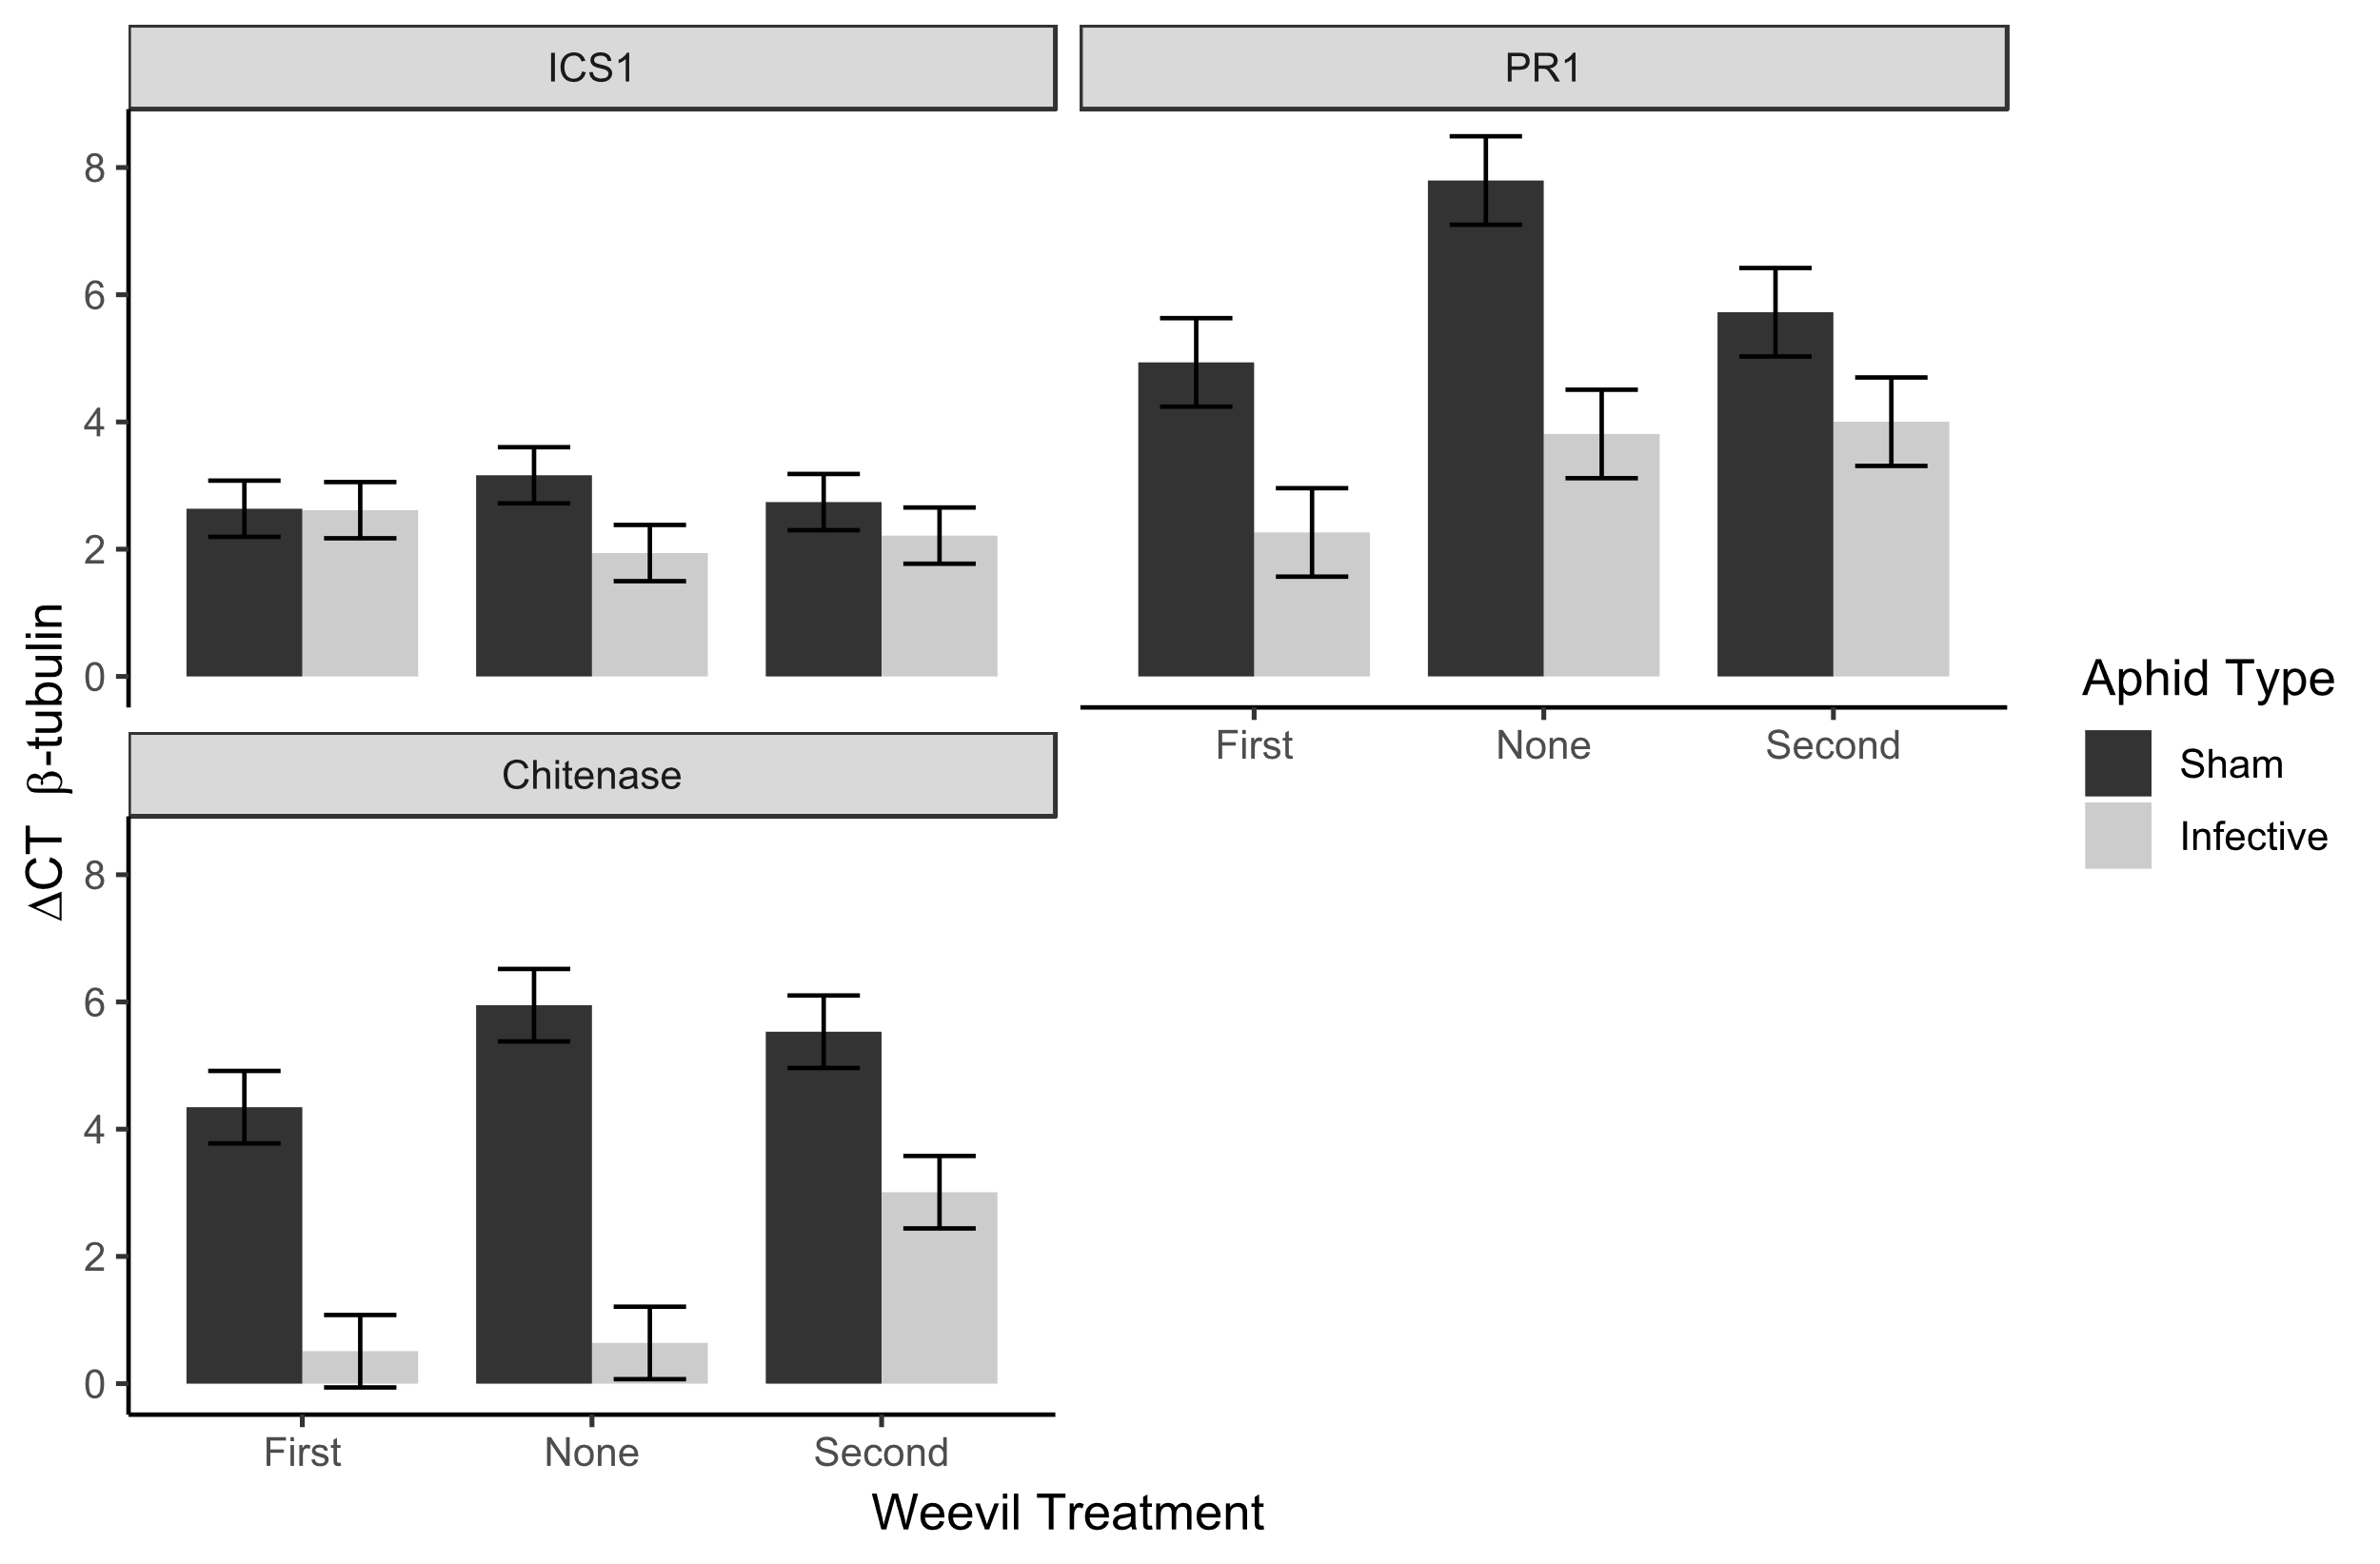 ICS1
PR1
8
6
4
2
0
First None Second
Chitenase
8
6
4
2
0
First None Second
Weevil Treatment
ΔCT β-tubulin
Aphid Type
Sham
Infective